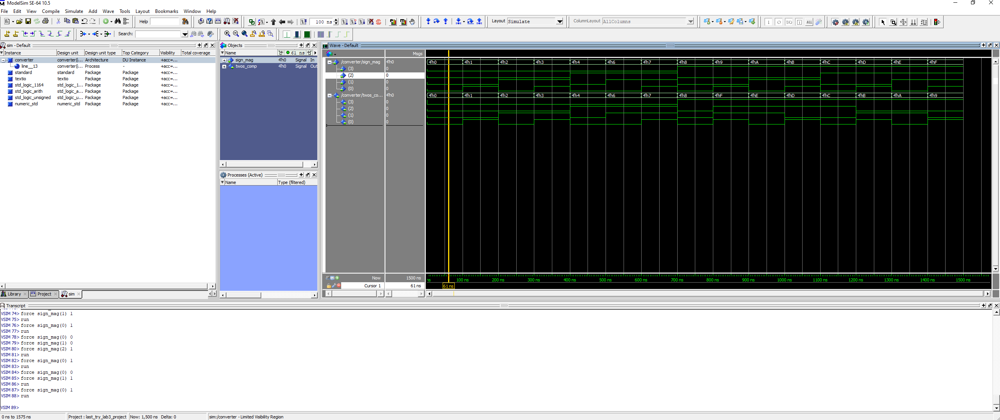 ModelSim SE-64 10.5
File Edit View Compile Simulate Add Wave Tools Layout Bookmarks Window Help
Help 100 ns Layout Simulate ColumnLayout AllColumns
Search:
sim - Default
Instance Design unit Design unit type Top Category Visibility Total coverage
converter converter(i... Architecture DU Instance +acc=...
line__13 converter(i... Process - +acc=...
standard standard Package Package +acc=...
textio textio Package Package +acc=...
std_logic_1164 std_logic_1... Package Package +acc=...
std_logic_arith std_logic_a... Package Package +acc=...
std_logic_unsigned std_logic_u... Package Package +acc=...
numeric_std numeric_std Package Package +acc=...
Library Project sim
Objects
Name 61 ns
sign_mag 4'h0 Signal In
twos_comp 4'h0 Signal Out
Processes (Active)
Name Type (filtered)
Wave - Default
Msgs
/converter/sign_mag 4'h0 4'h0 4'h1 4'h2 4'h3 4'h4 4'h6 4'h7 4'h8 4'h9 4'hA 4'hB 4'hC 4'hD 4'hE 4'hF
(3) 0
(2) 0
(1) 0
(0) 0
/converter/twos_co... 4'h0 4'h0 4'h1 4'h2 4'h3 4'h4 4'h6 4'h7 4'h8 4'hF 4'hE 4'hD 4'hC 4'hB 4'hA 4'h9
(3) 0
(2) 0
(1) 0
(0) 0
Now 1500 ns ns 100 ns 200 ns 300 ns 400 ns 500 ns 600 ns 700 ns 800 ns 900 ns 1000 ns 1100 ns 1200 ns 1300 ns 1400 ns 1500 ns
Cursor 1 61 ns 61 ns
Transcript
VSIM 74> force sign_mag(1) 1
VSIM 75> run
VSIM 76> force sign_mag(0) 1
VSIM 77> run
VSIM 78> force sign_mag(0) 0
VSIM 79> force sign_mag(1) 0
VSIM 80> force sign_mag(2) 1
VSIM 81> run
VSIM 82> force sign_mag(0) 1
VSIM 83> run
VSIM 84> force sign_mag(0) 0
VSIM 85> force sign_mag(1) 1
VSIM 86> run
VSIM 87> force sign_mag(0) 1
VSIM 88> run
VSIM 89>
0 ns to 1575 ns Project : last_try_lab3_project Now: 1,500 ns Delta: 0 sim:/converter - Limited Visibility Region